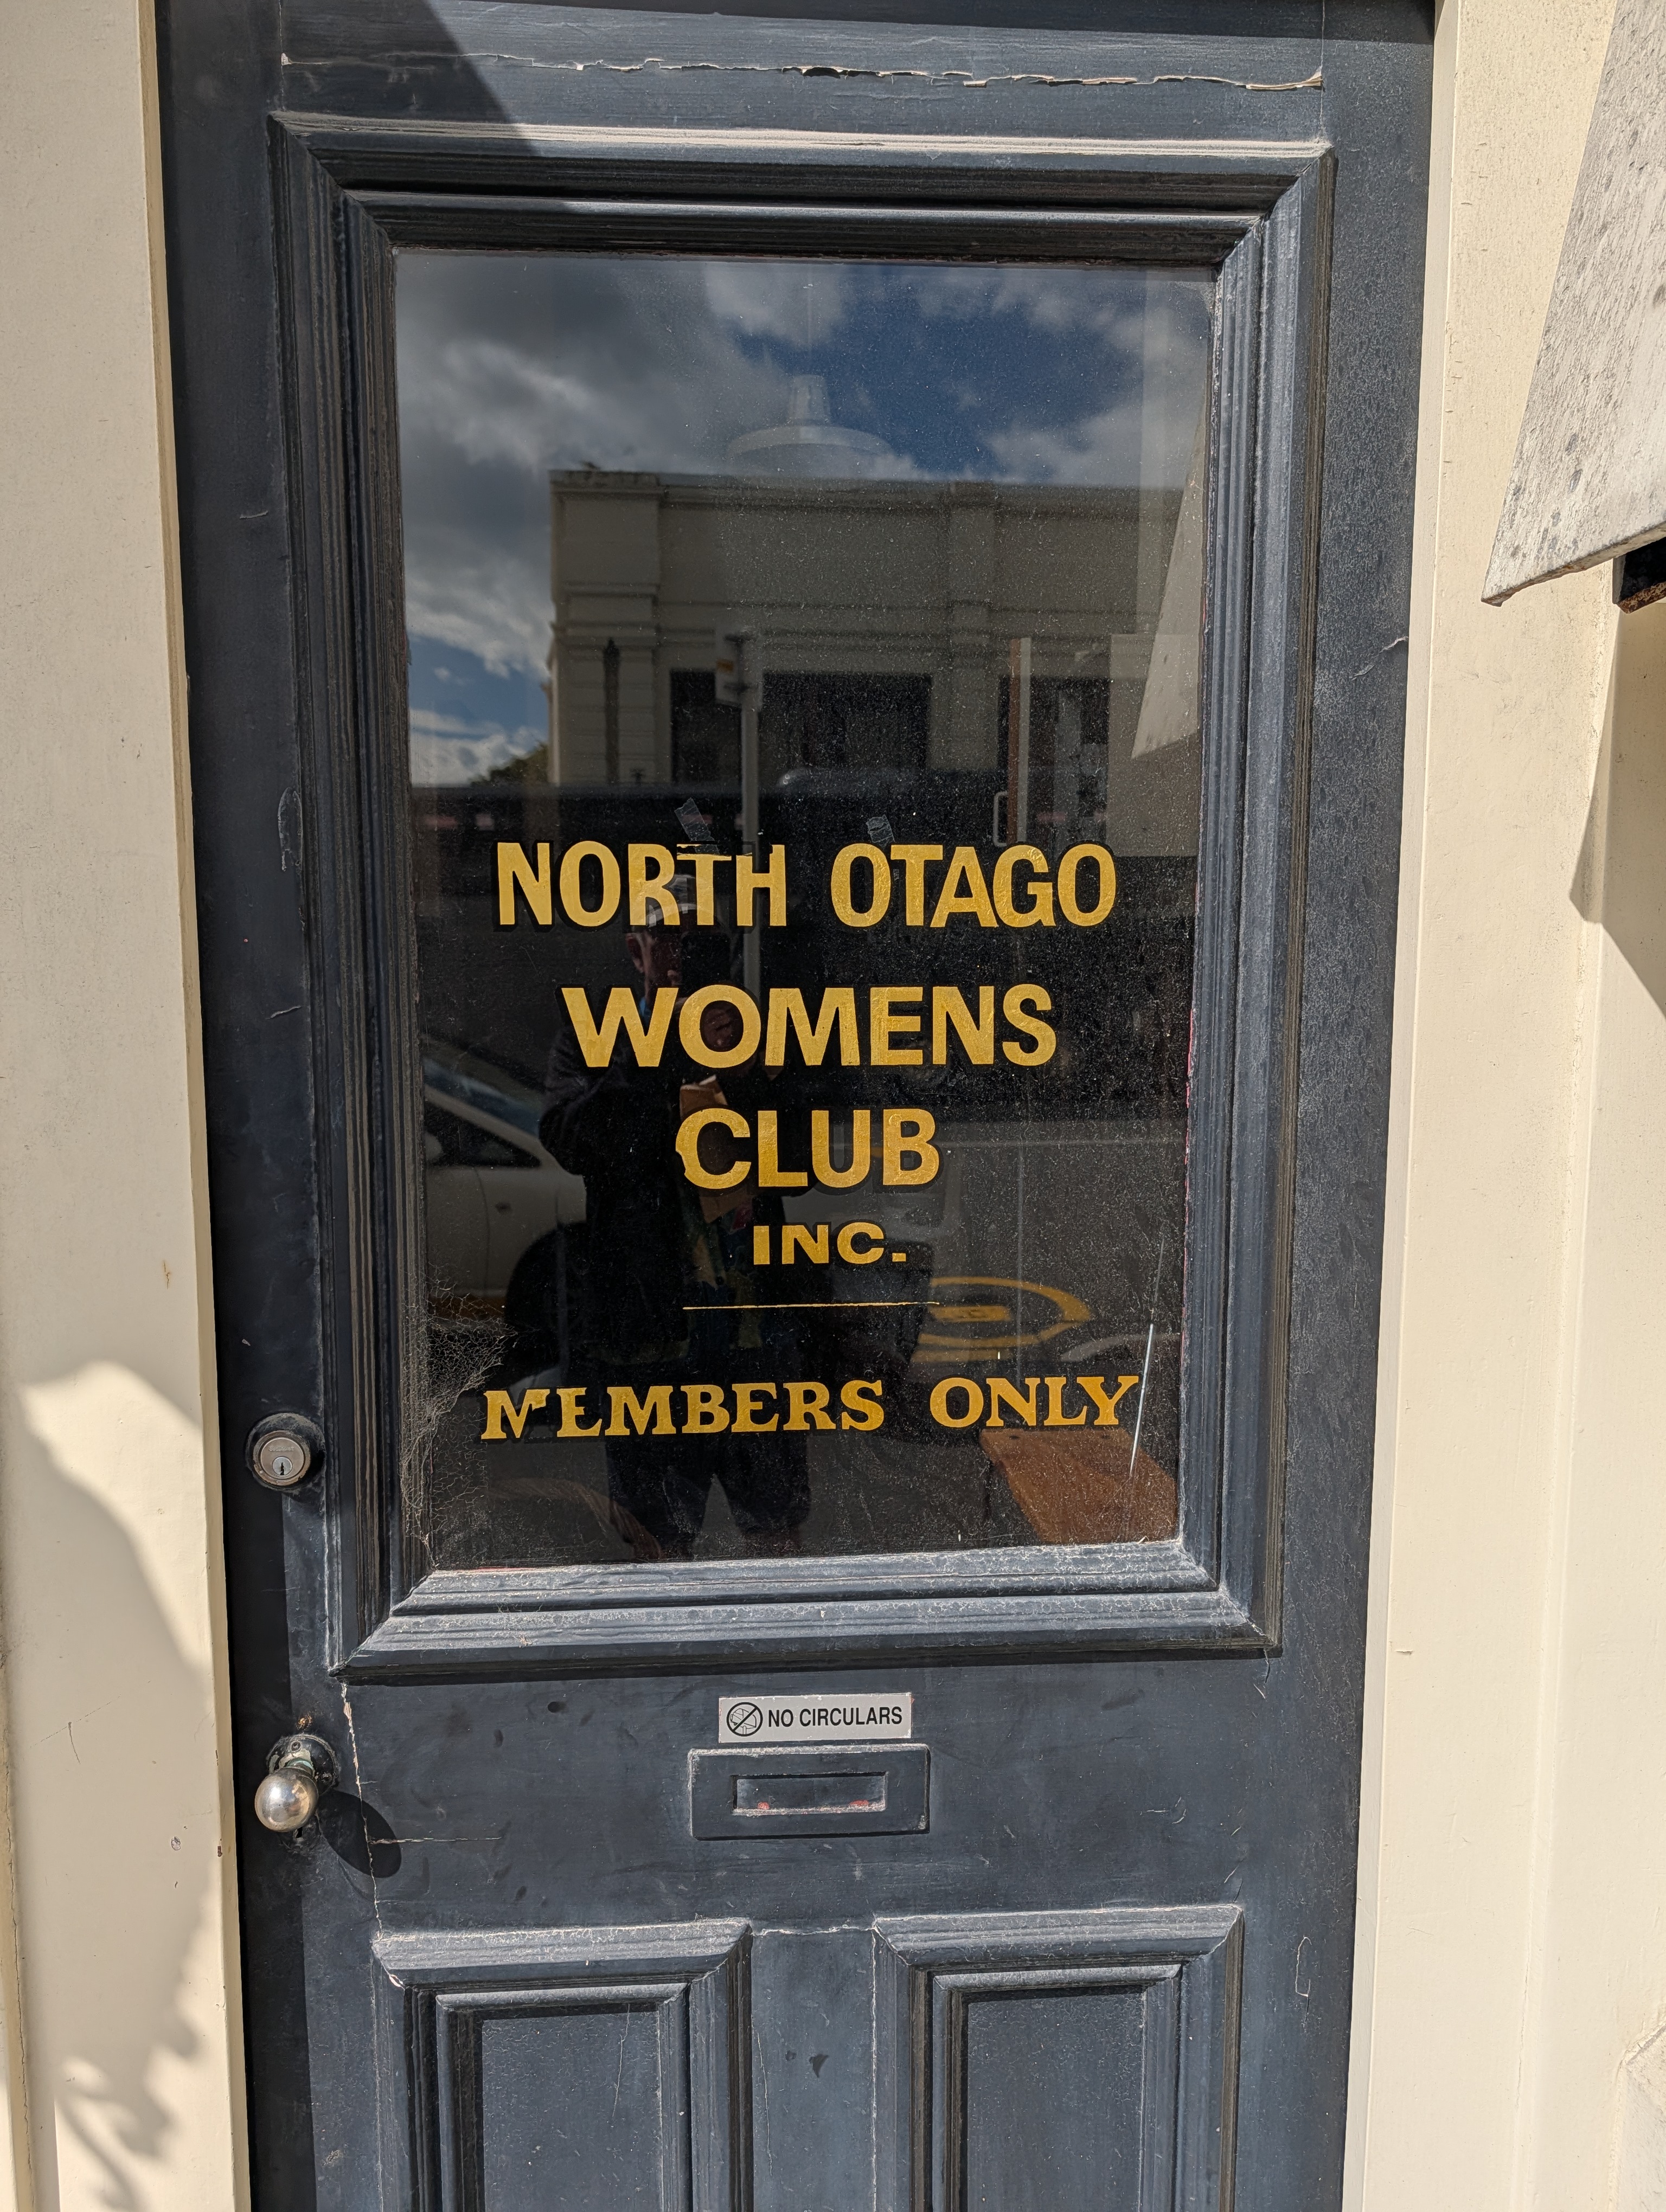 NORTH OTAGO
WOMENS
CLUB
INC.
MEMBERS ONLY
NO CIRCULARS